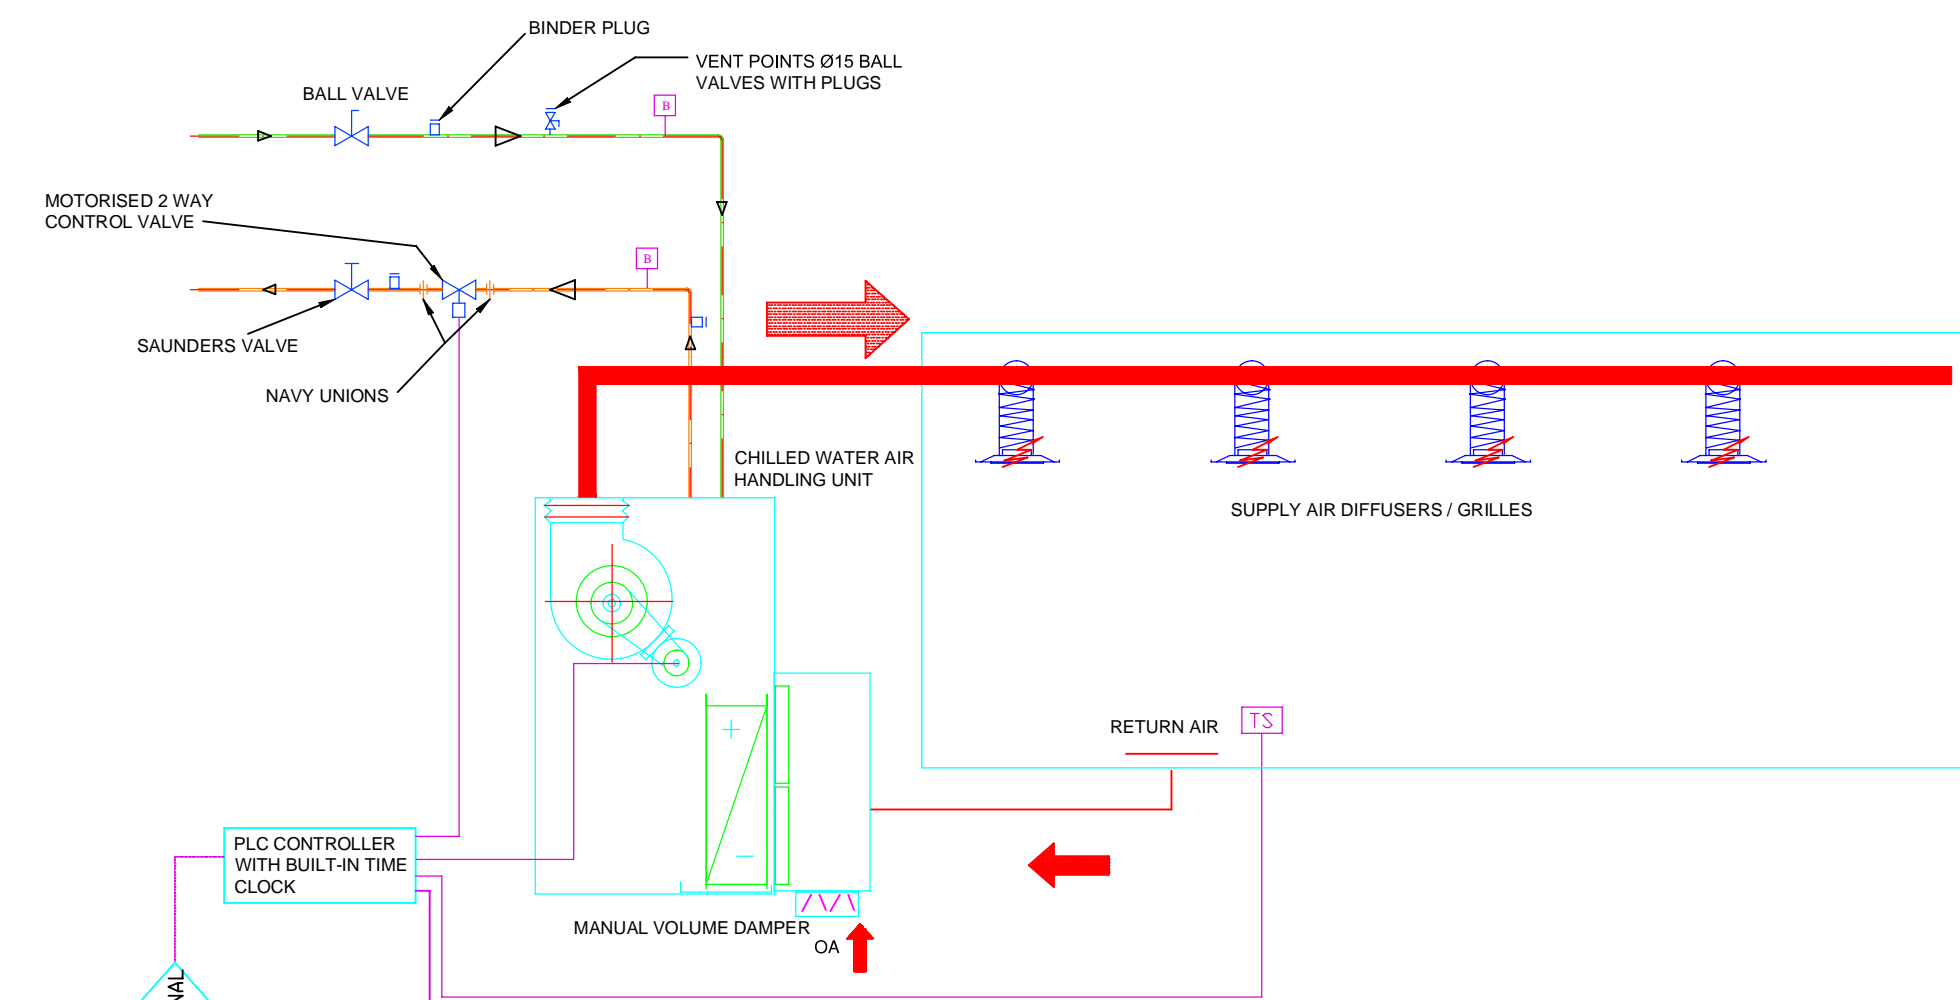 BINDER PLUG
VENT POINTS Ø15 BALL
VALVES WITH PLUGS
BALL VALVE
B
MOTORISED 2 WAY
CONTROL VALVE
B
SAUNDERS VALVE
NAVY UNIONS
CHILLED WATER AIR
HANDLING UNIT
SUPPLY AIR DIFFUSERS / GRILLES
RETURN AIR
TS
PLC CONTROLLER
WITH BUILT-IN TIME
CLOCK
MANUAL VOLUME DAMPER
OA
NAL